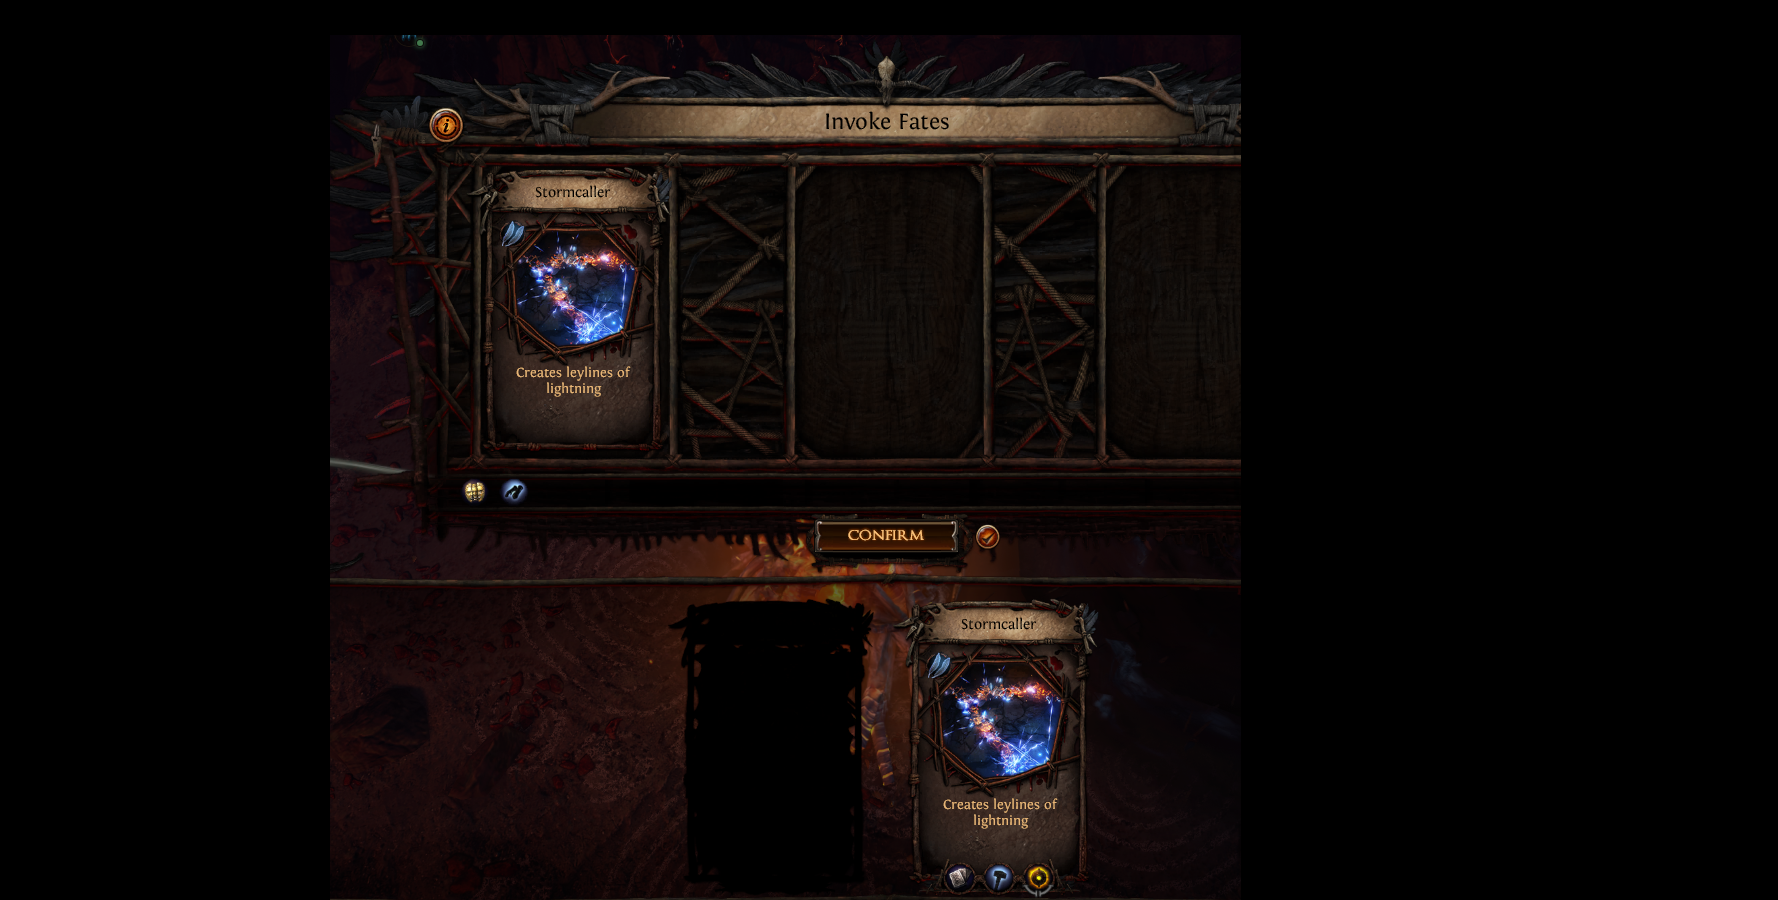 Invoke Fates
Stormcaller
Creates leylines of
lightning
CONFIRM
Stormcaller
Creates leylines of
lightning